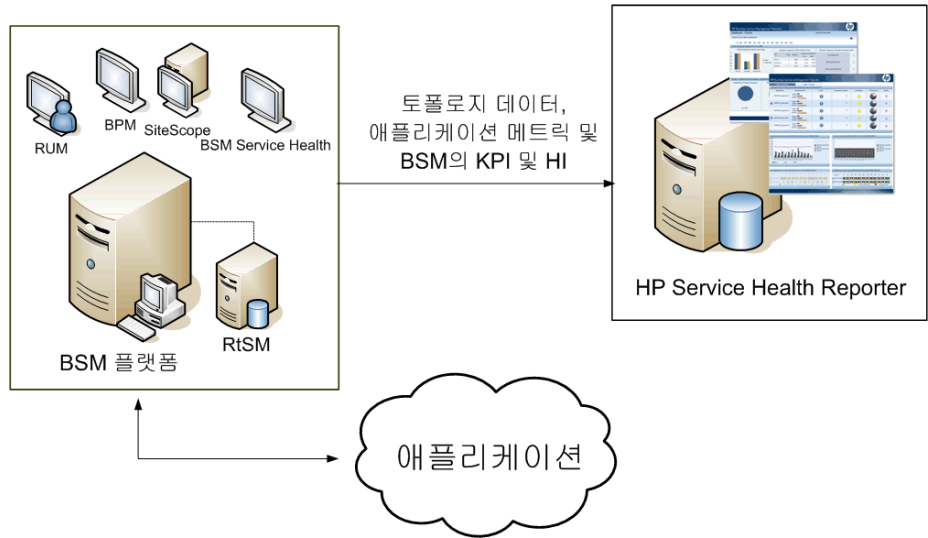 RUM
BPM
SiteScope
BSM Service Health
BSM 플랫폼
RtSM
토폴로지 데이터,
애플리케이션 메트릭 및
BSM의 KPI 및 HI
hp
hp
HP Service Health Reporter
애플리케이션